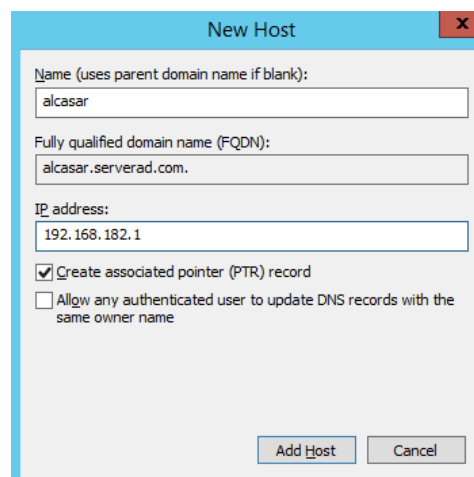 New Host
x
Name (uses parent domain name if blank):
alcasar
Fully qualified domain name (FQDN):
alcasar.serverad.com.
IP address:
192.168.182.1
Create associated pointer (PTR) record
Allow any authenticated user to update DNS records with the
same owner name
Add Host
Cancel